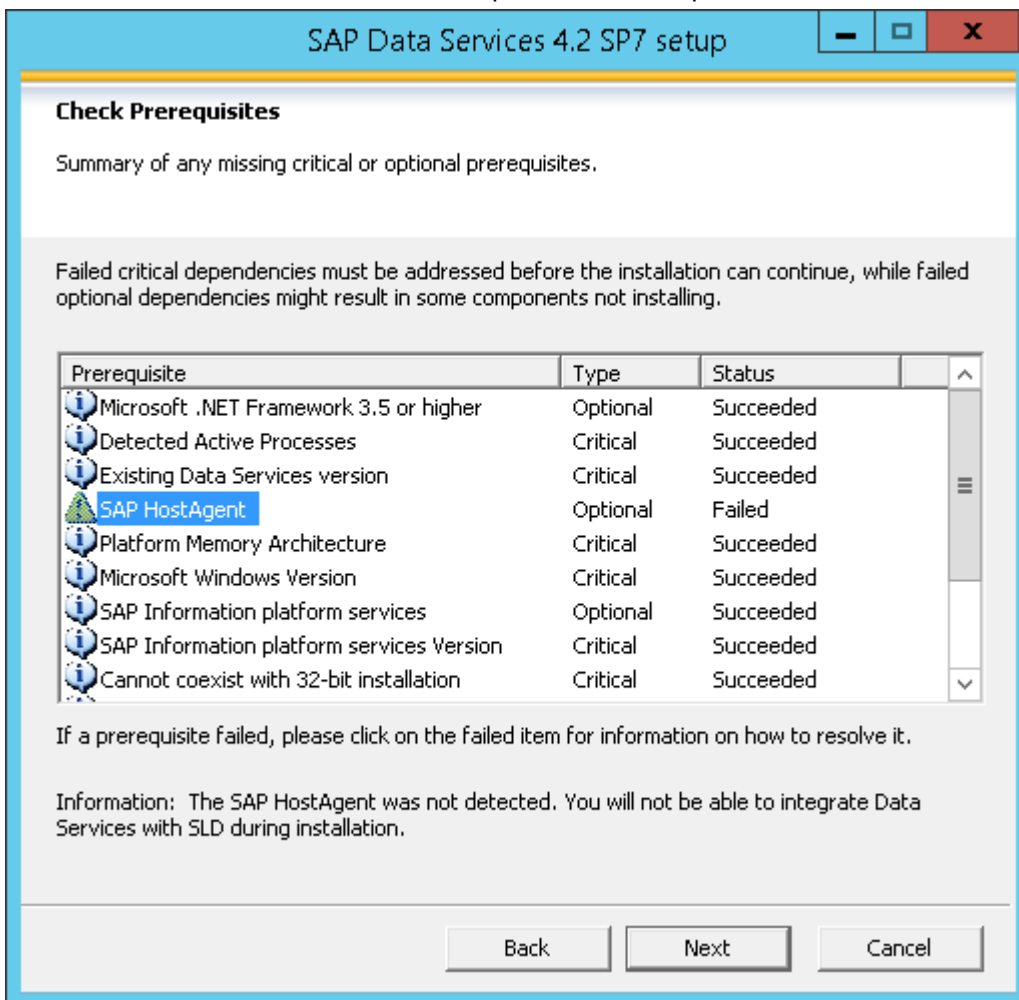 SAP Data Services 4.2 SP7 setup
Check Prerequisites
Summary of any missing critical or optional prerequisites.
Failed critical dependencies must be addressed before the installation can continue, while failed
optional dependencies might result in some components not installing.
Prerequisite Type Status
Microsoft .NET Framework 3.5 or higher Optional Succeeded
Detected Active Processes Critical Succeeded
Existing Data Services version Critical Succeeded
SAP HostAgent Optional Failed
Platform Memory Architecture Critical Succeeded
Microsoft Windows Version Critical Succeeded
SAP Information platform services Optional Succeeded
SAP Information platform services Version Critical Succeeded
Cannot coexist with 32-bit installation Critical Succeeded
If a prerequisite failed, please click on the failed item for information on how to resolve it.
Information: The SAP HostAgent was not detected. You will not be able to integrate Data
Services with SLD during installation.
Back Next Cancel